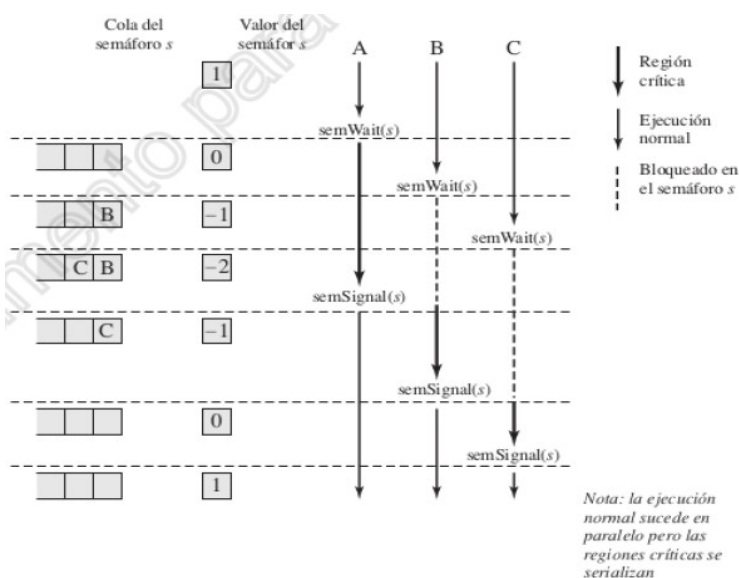 Cola del
semáforo s
Valor del
semáfor s
A
B
C
1
semWait(s)
0
semWait(s)
B
−1
semWait(s)
C B
−2
semSignal(s)
C
−1
semSignal(s)
0
semSignal(s)
1
Región
crítica
Ejecución
normal
Bloqueado en
el semáforo s
Nota: la ejecución
normal sucede en
paralelo pero las
regiones críticas se
serializan